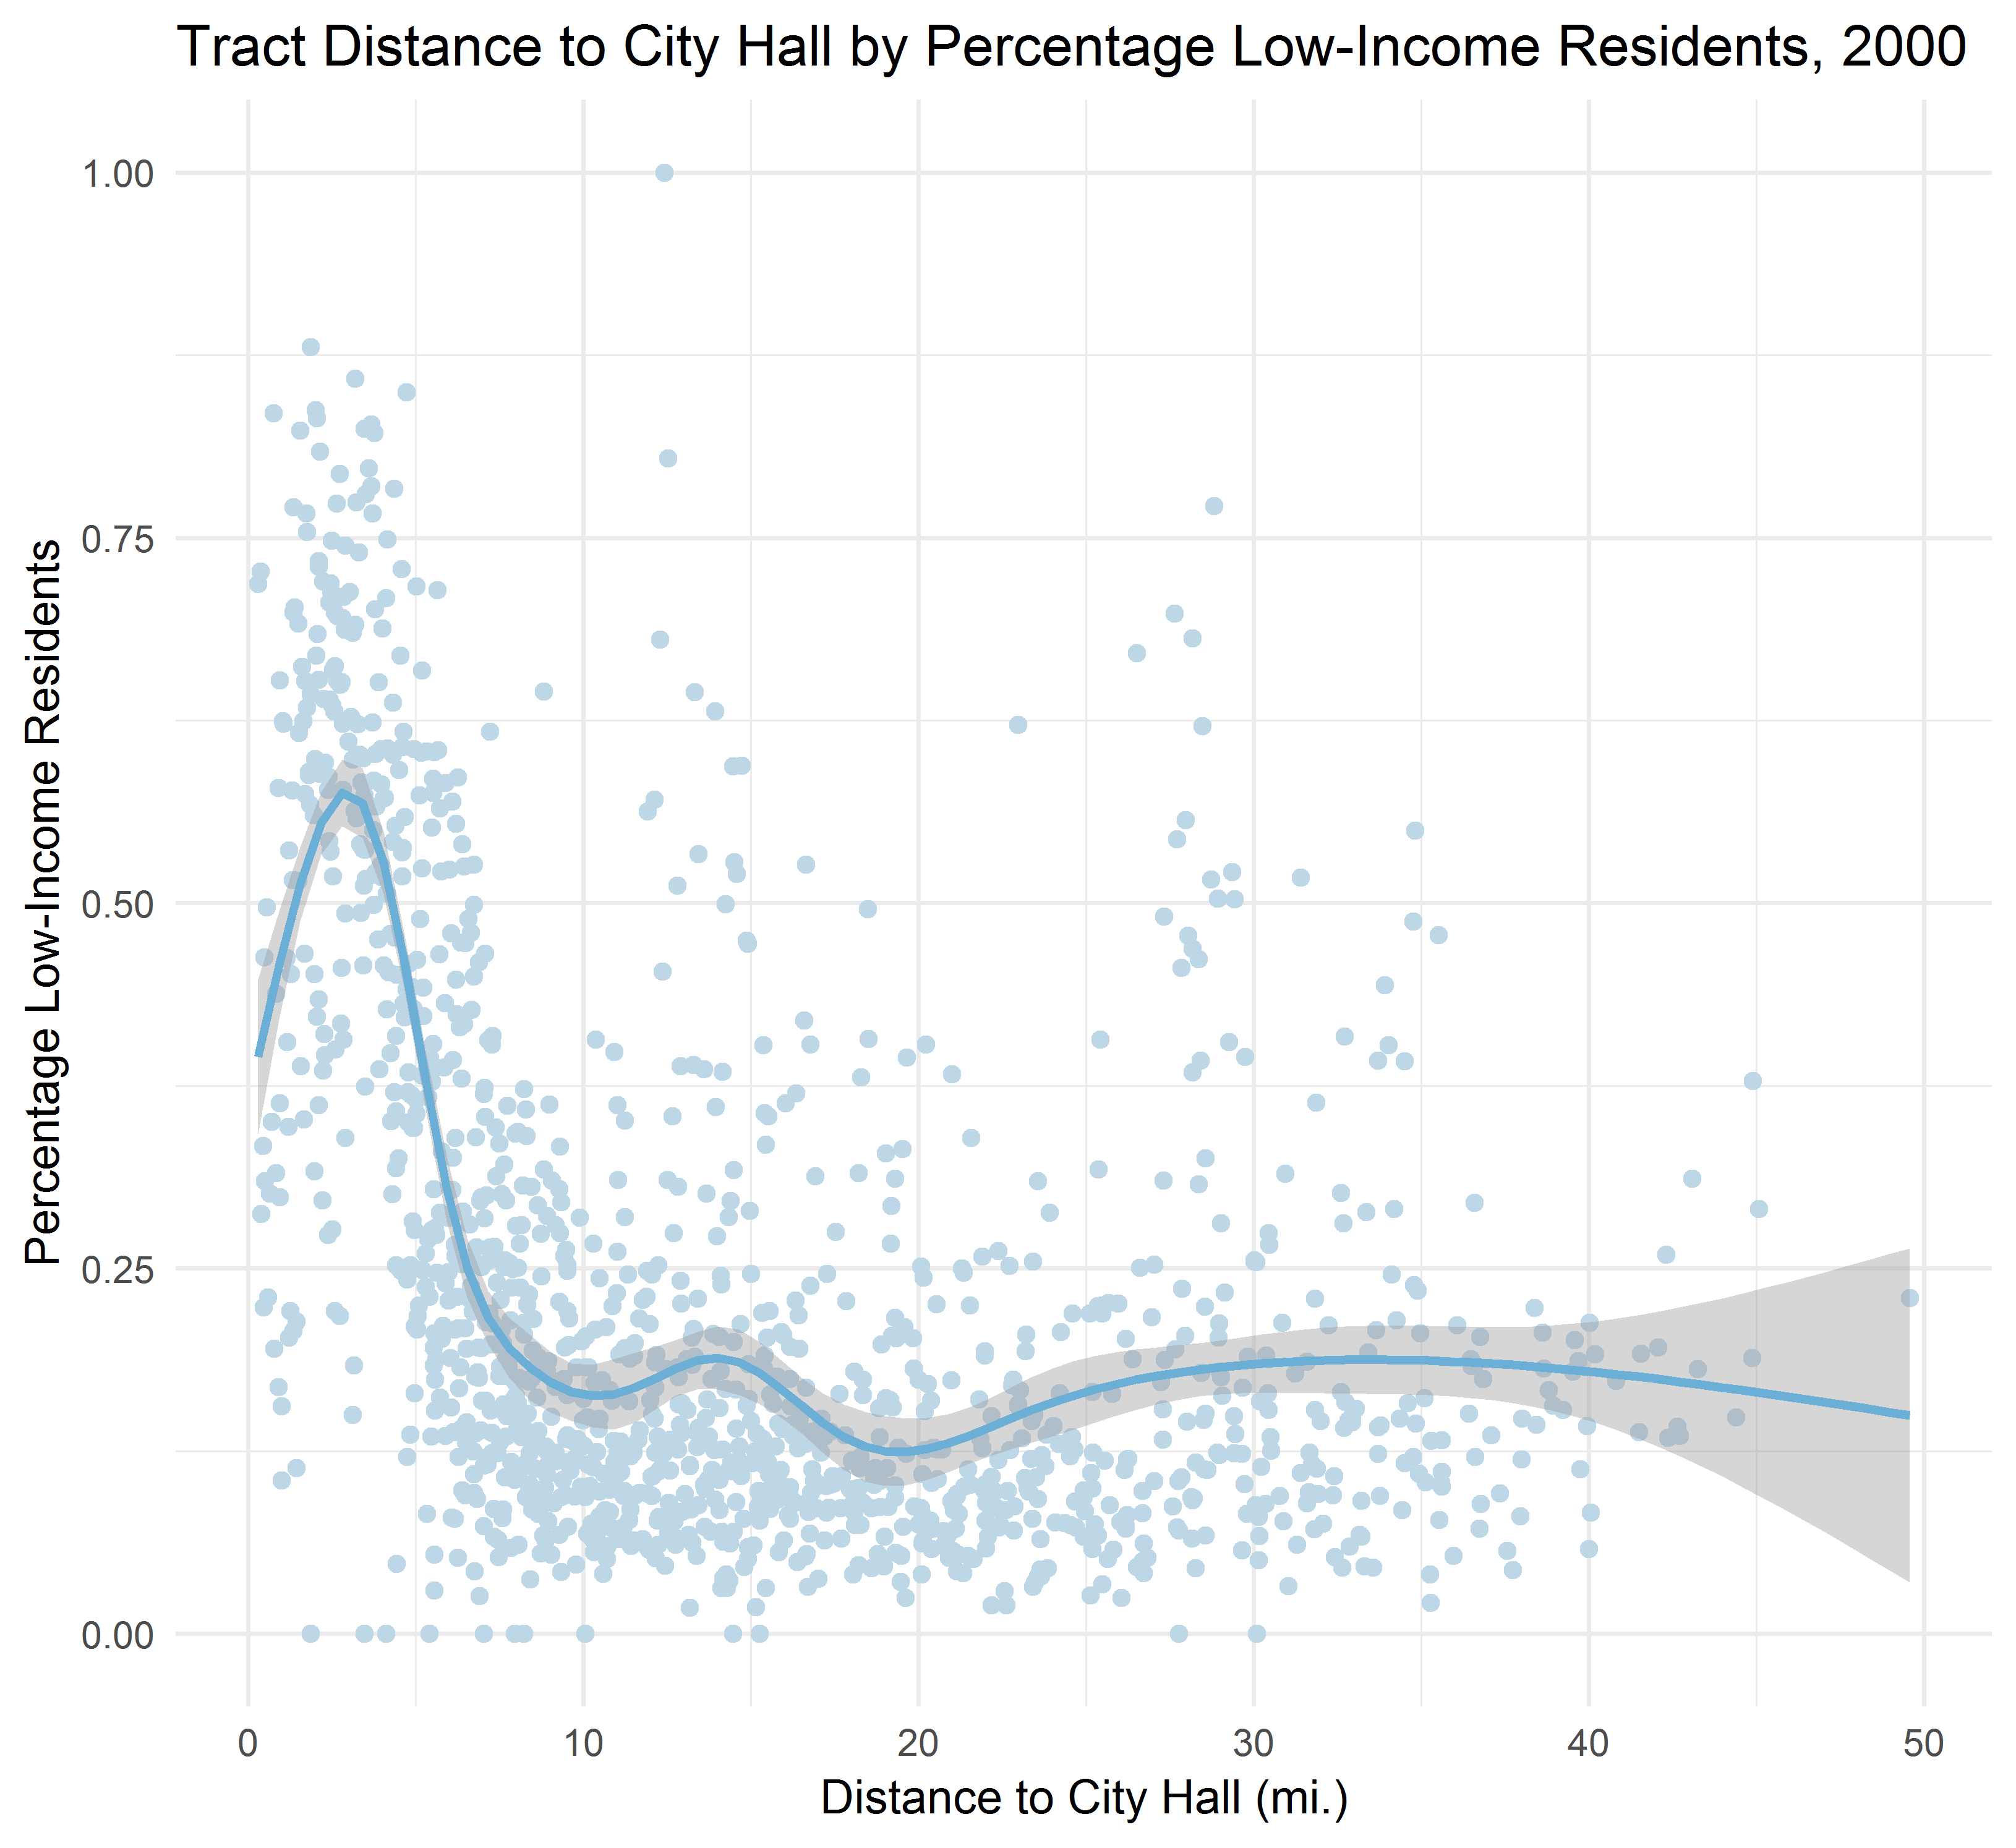 Tract Distance to City Hall by Percentage Low-Income Residents, 2000
Percentage Low-Income Residents
1.00
0.75
0.50
0.25
0.00
0 10 20 30 40 50
Distance to City Hall (mi.)